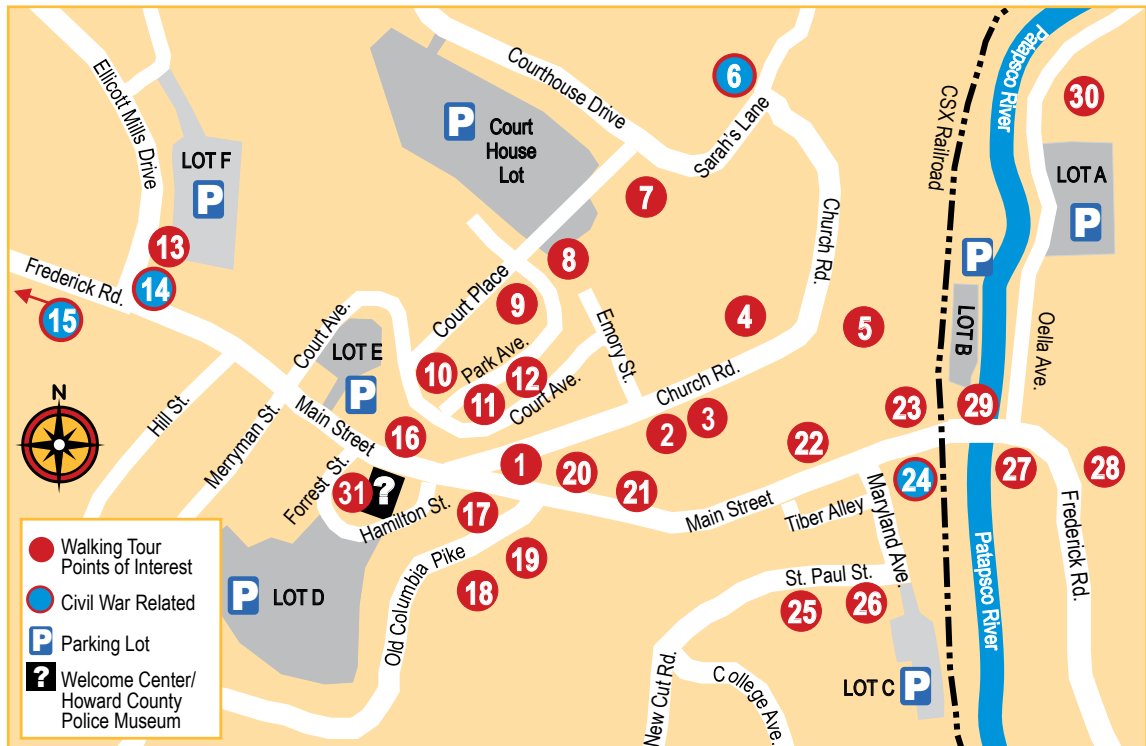 Ellicott Mills Drive
LOT F
P
13
14
15
Frederick Rd.
Courthouse Drive
P
Court
House
Lot
6
Sarah's Lane
7
8
Church Rd.
CSX Railroad
Patapsco River
30
LOT A
P
P
LOT B
Oella Ave.
Court Place
9
Emory St.
4
5
Court Ave.
LOT E
P
10
Park Ave.
12
11
Court Ave.
Church Rd.
2
3
N
Hill St.
Merryman St.
Main Street
16
1
20
21
22
23
29
24
27
28
Forrest St.
31
?
Hamilton St.
17
Main Street
Tiber Alley
Maryland Ave.
Frederick Rd.
Patapsco River
Old Columbia Pike
19
18
St. Paul St.
25
26
P
LOT D
New Cut Rd.
College Ave.
LOT C
P
Walking Tour
Points of Interest
Civil War Related
P
Parking Lot
?
Welcome Center/
Howard County
Police Museum